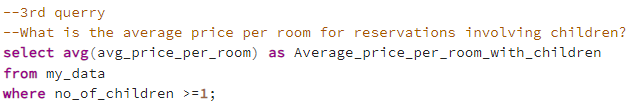 --3rd querry
--What is the average price per room for reservations involving children?
select avg(avg_price_per_room) as Average_price_per_room_with_children
from my_data
where no_of_children >=1;